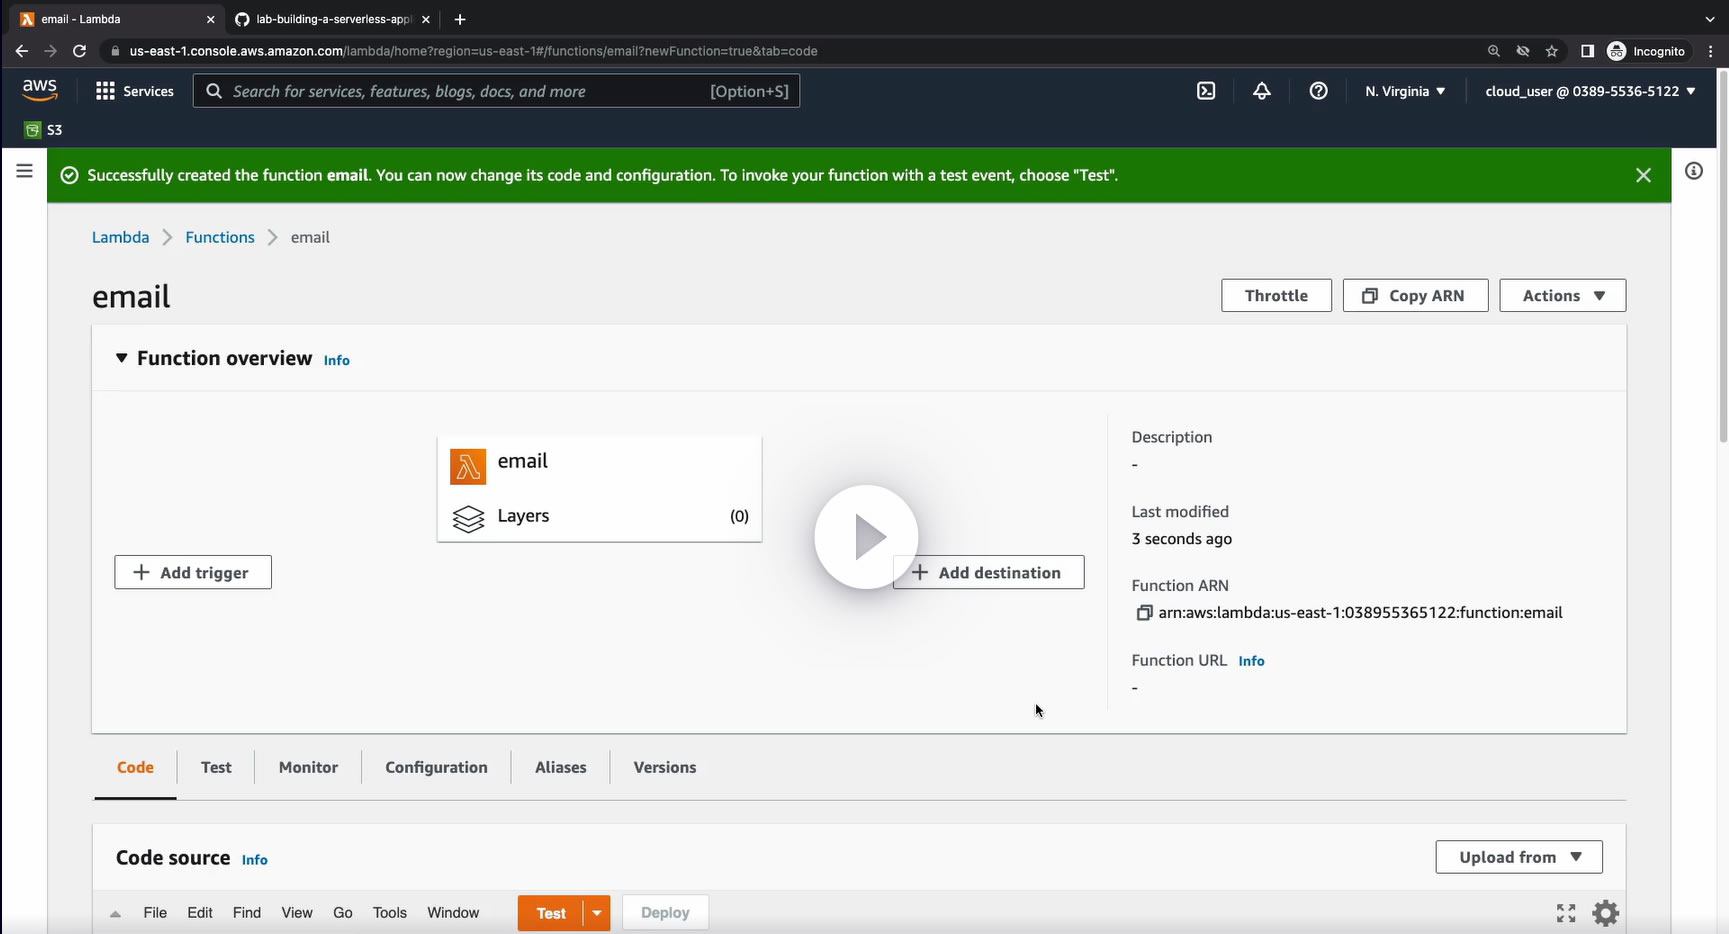 email - Lambda
lab-building-a-serverless-appl
us-east-1.console.aws.amazon.com/lambda/home?region=us-east-1#/functions/email?newFunction=true&tab=code
Incognito
aws
Services
Search for services, features, blogs, docs, and more
[Option+S]
N. Virginia
cloud_user @ 0389-5536-5122
S3
Successfully created the function email. You can now change its code and configuration. To invoke your function with a test event, choose "Test".
Lambda
Functions
email
email
Throttle
Copy ARN
Actions
Function overview Info
email
Layers
(0)
Add trigger
Add destination
Description
-
Last modified
3 seconds ago
Function ARN
arn:aws:lambda:us-east-1:038955365122:function:email
Function URL Info
-
Code
Test
Monitor
Configuration
Aliases
Versions
Code source Info
Upload from
File
Edit
Find
View
Go
Tools
Window
Test
Deploy